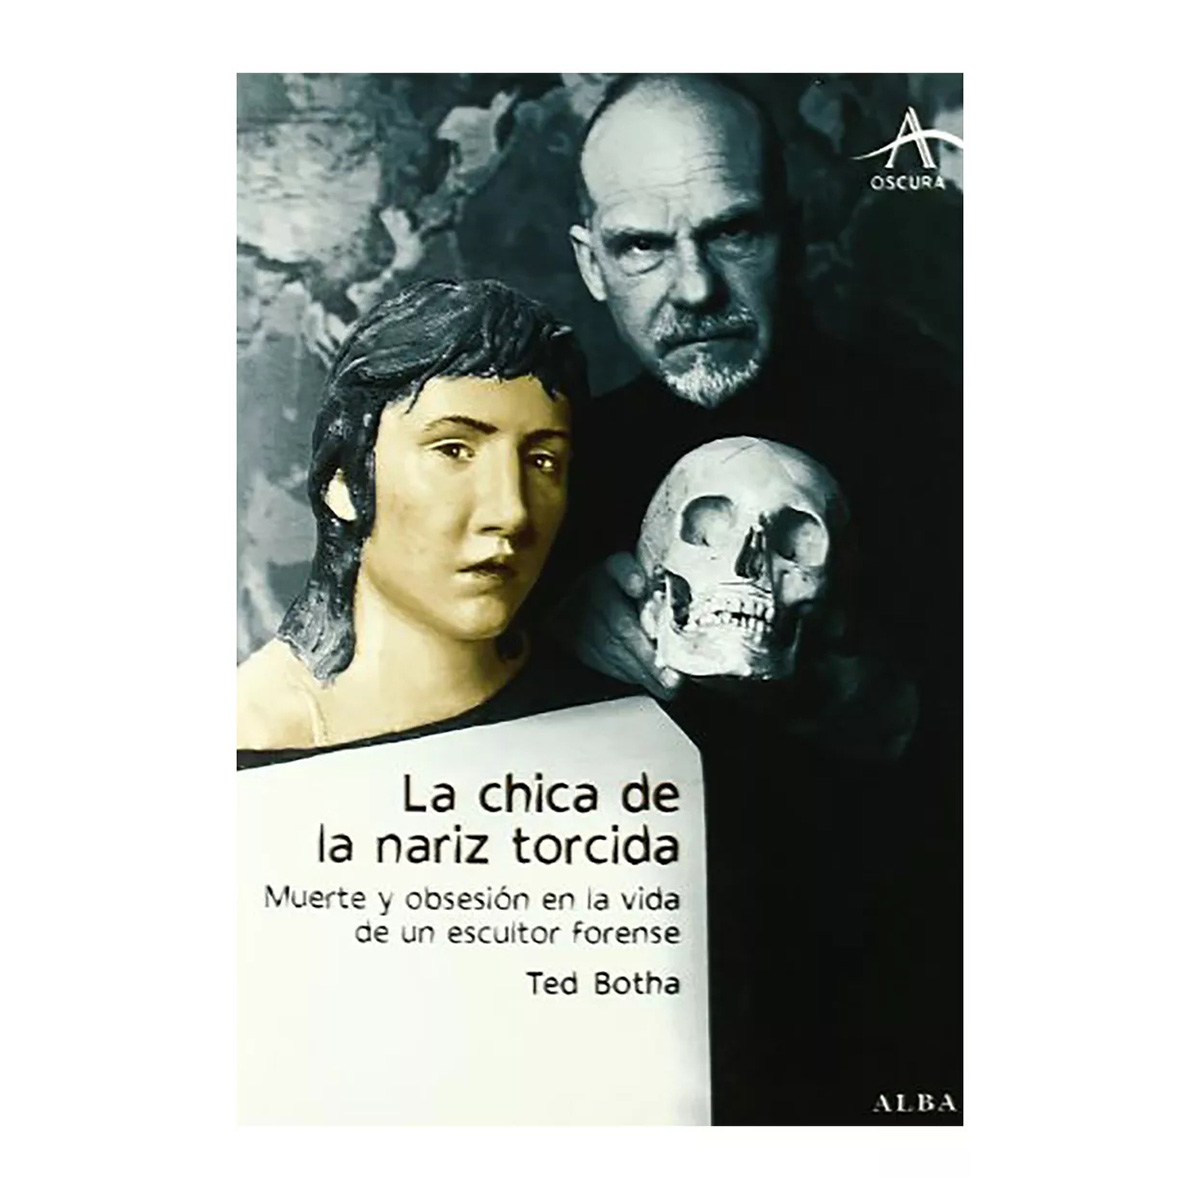 A
OSCURA
La chica de
la nariz torcida
Muerte y obsesión en la vida
de un escultor forense
Ted Botha
ALBA